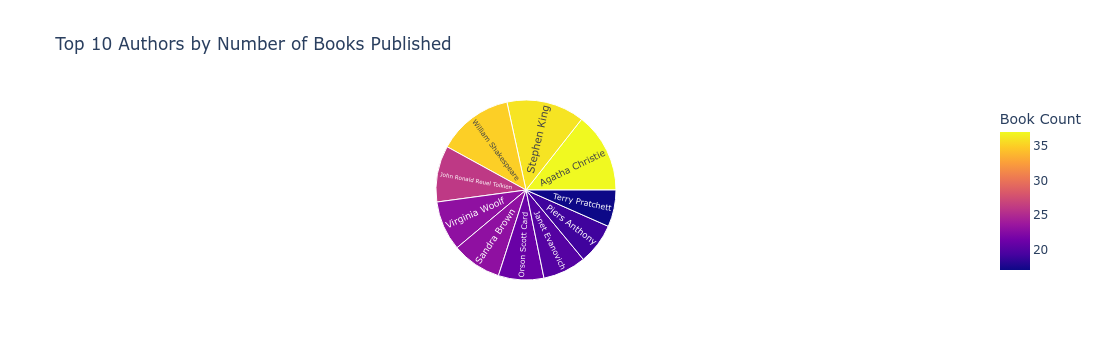 Top 10 Authors by Number of Books Published
Stephen King
William Shakespeare
Agatha Christie
John Ronald Reuel Tolkien
Terry Pratchett
Virginia Woolf
Piers Anthony
Sandra Brown
Orson Scott Card
Janet Evanovich
Book Count
35
30
25
20